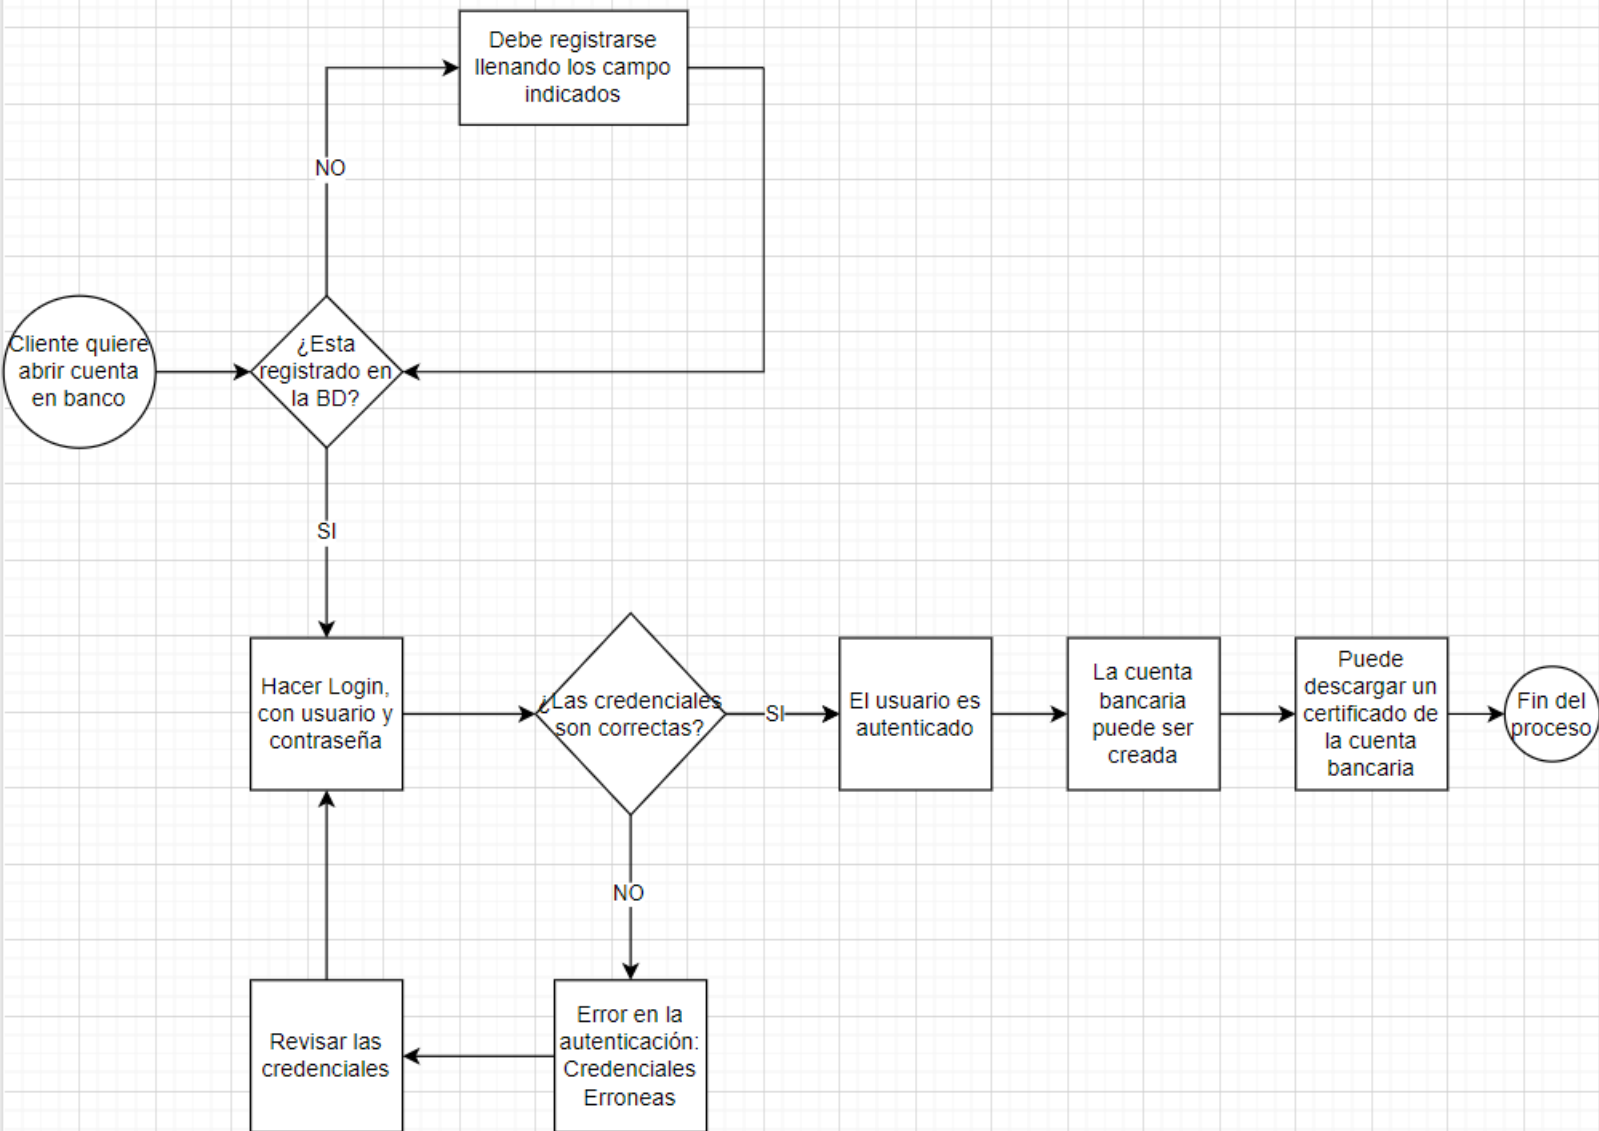 Debe registrarse
llenando los campo
indicados
NO
Cliente quiere
abrir cuenta
en banco
¿Esta
registrado en
la BD?
SI
Hacer Login,
con usuario y
contraseña
¿Las credenciales
son correctas?
SI
El usuario es
autenticado
La cuenta
bancaria
puede ser
creada
Puede
descargar un
certificado de
la cuenta
bancaria
Fin del
proceso
NO
Revisar las
credenciales
Error en la
autenticación:
Credenciales
Erroneas